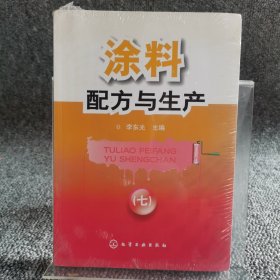 涂料
配方与生产
李东光 主编
TULIAO PEIFANG
YU SHENGCHAN
(七)
化学工业出版社